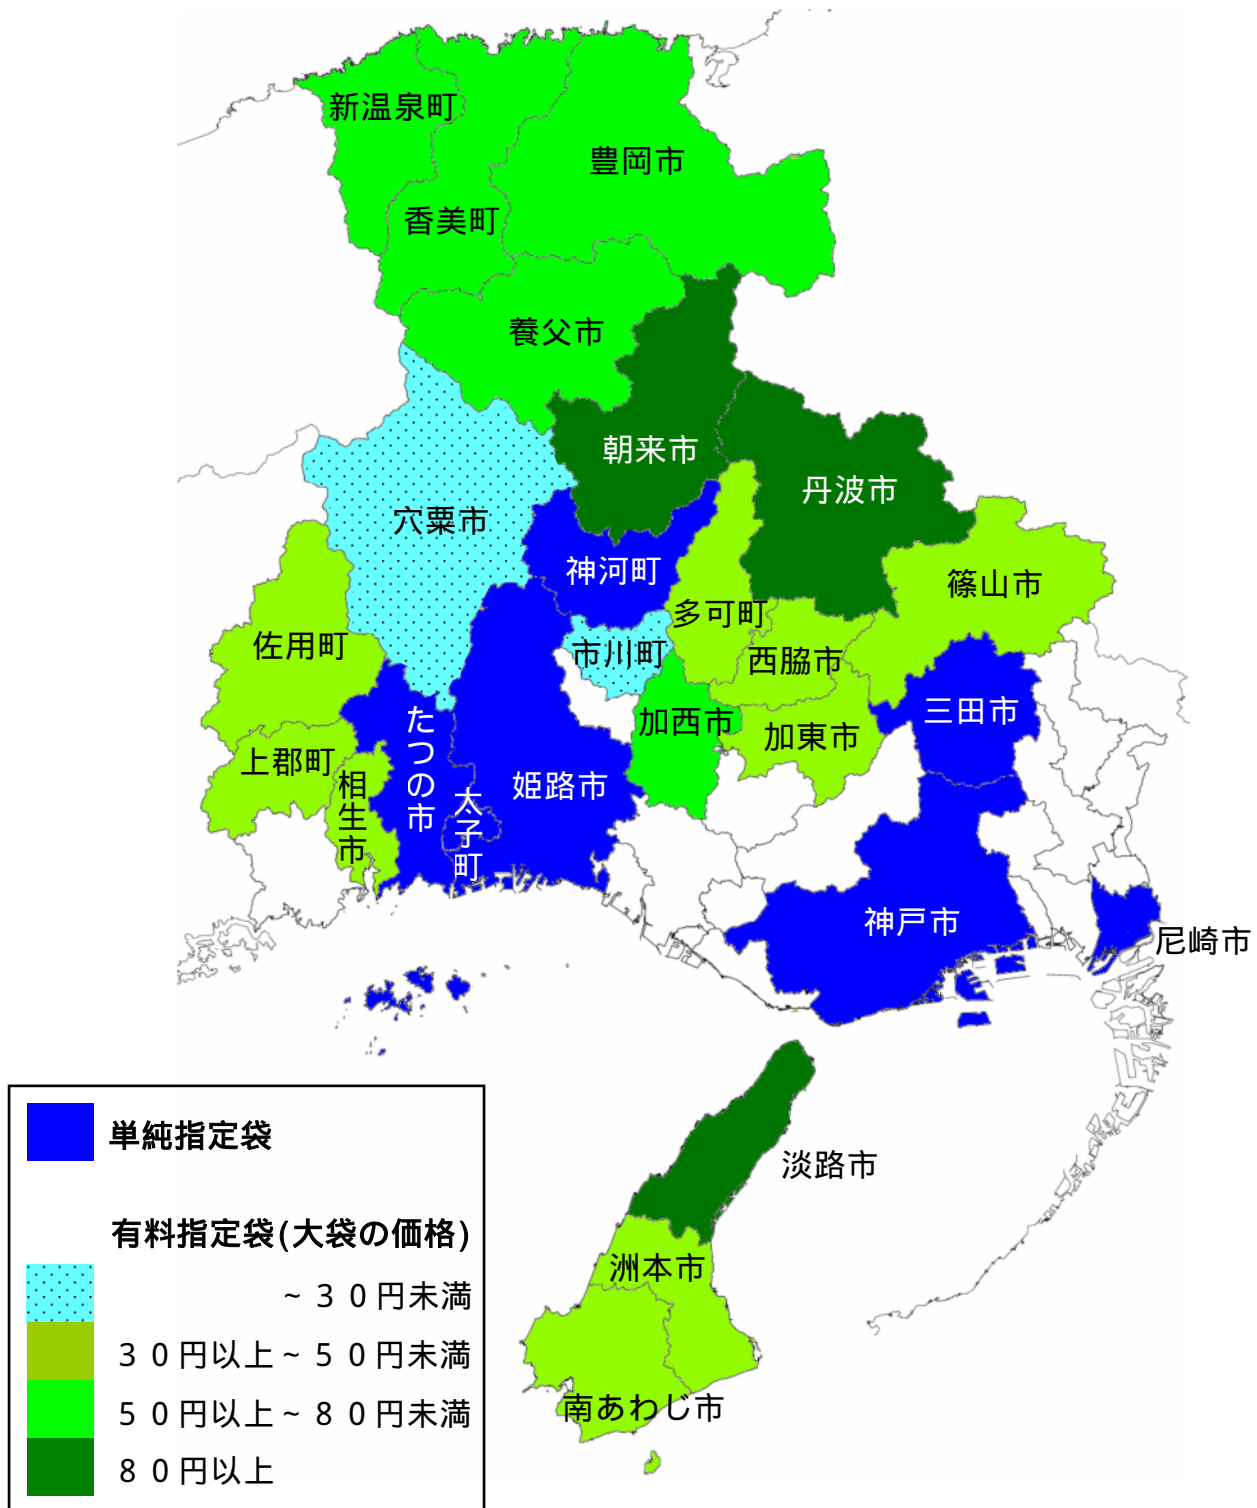 新温泉町
豊岡市
香美町
養父市
朝来市
丹波市
穴粟市
神河町
篠山市
多可町
佐用町
市川町
西脇市
たつの市
加西市
三田市
加東市
上郡町
相生市
姫路市
太子町
神戸市
尼崎市
淡路市
洲本市
南あわじ市
単純指定袋
有料指定袋(大袋の価格)
~３０円未満
３０円以上~５０円未満
５０円以上~８０円未満
８０円以上